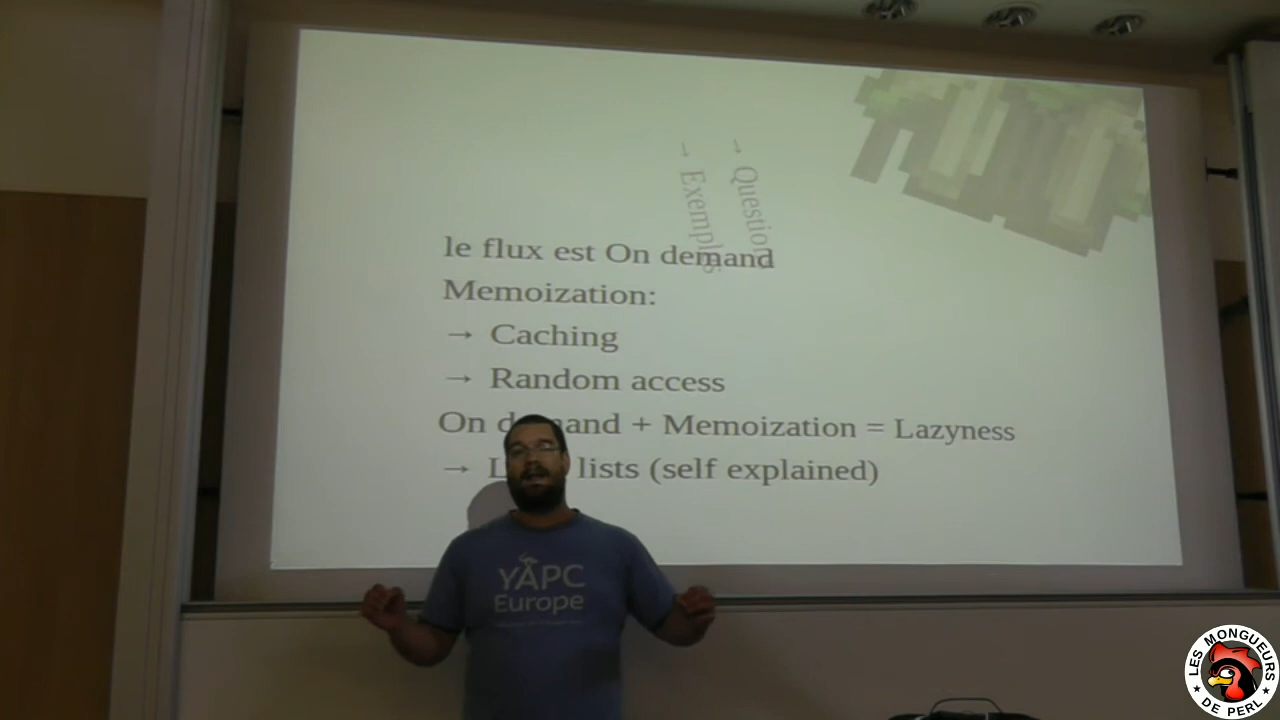 → Question
→ Exemples
le flux est On demand
Memoization:
→ Caching
→ Random access
On demand + Memoization = Lazyness
→ lists (self explained)
YAPC
Europe
LES MONGUEURS
★ DE PERL ★